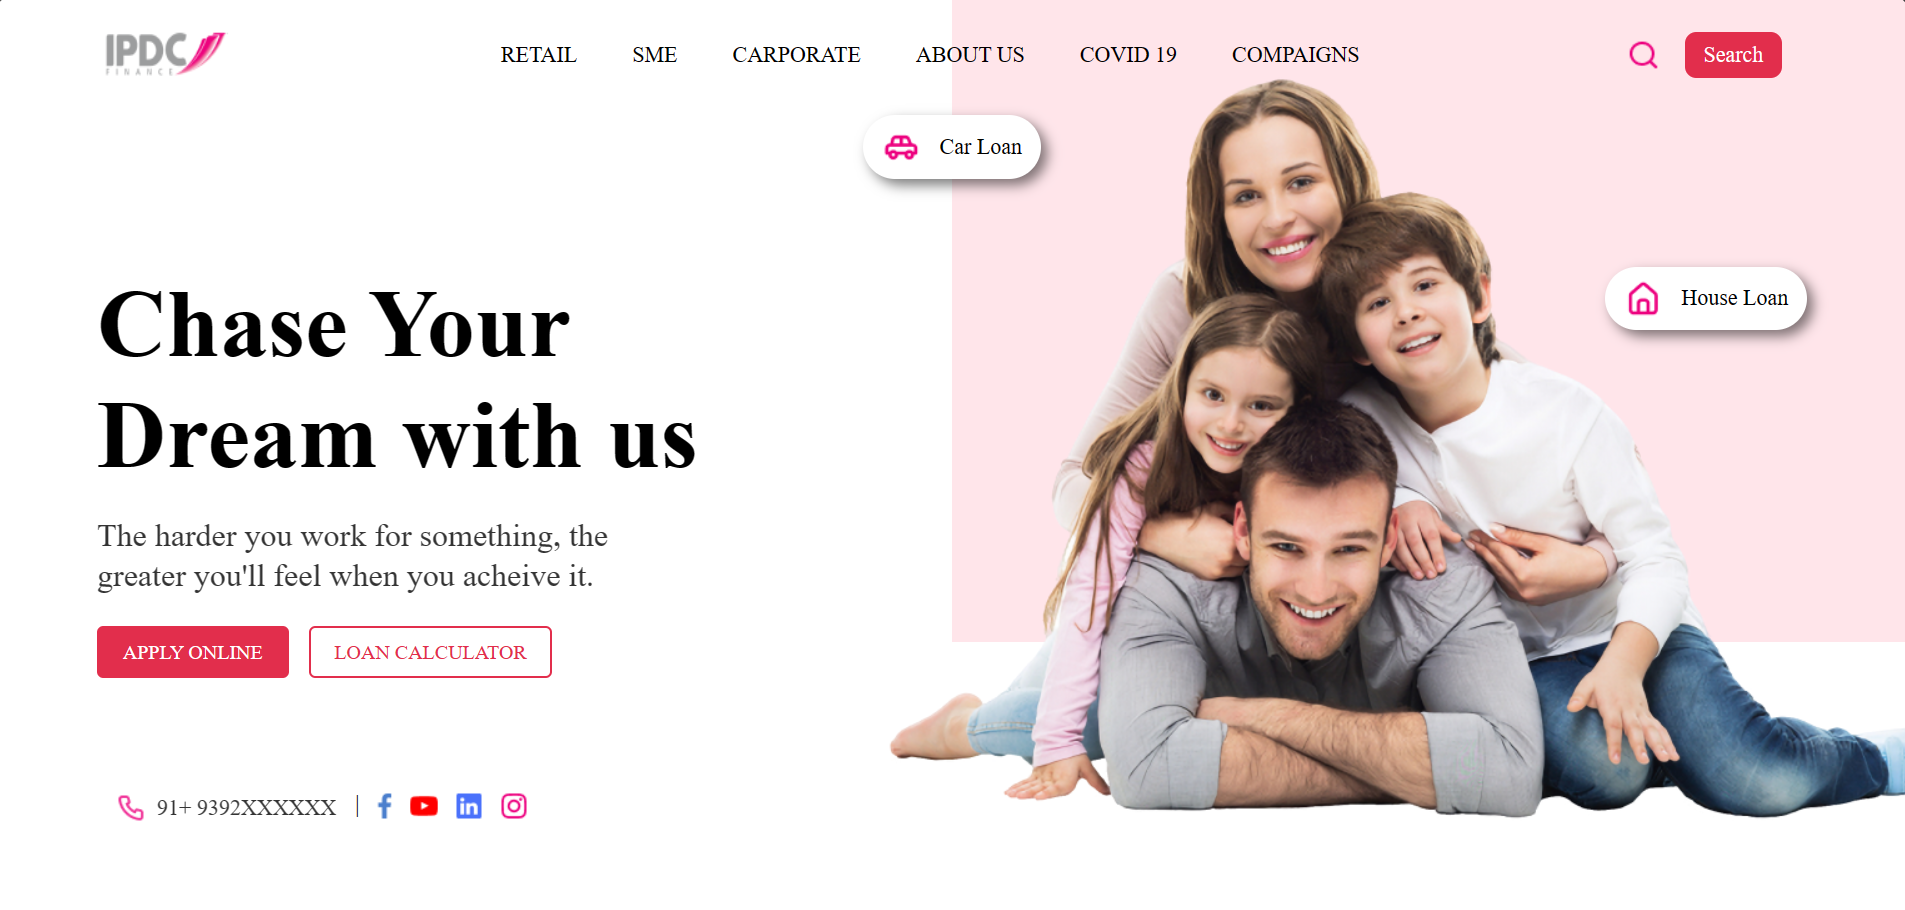 IPDC
FINANCE
RETAIL
SME
CARPORATE
ABOUT US
COVID 19
COMPAIGNS
Search
Car Loan
House Loan
Chase Your
Dream with us
The harder you work for something, the
greater you'll feel when you acheive it.
APPLY ONLINE
LOAN CALCULATOR
91+ 9392XXXXXX |